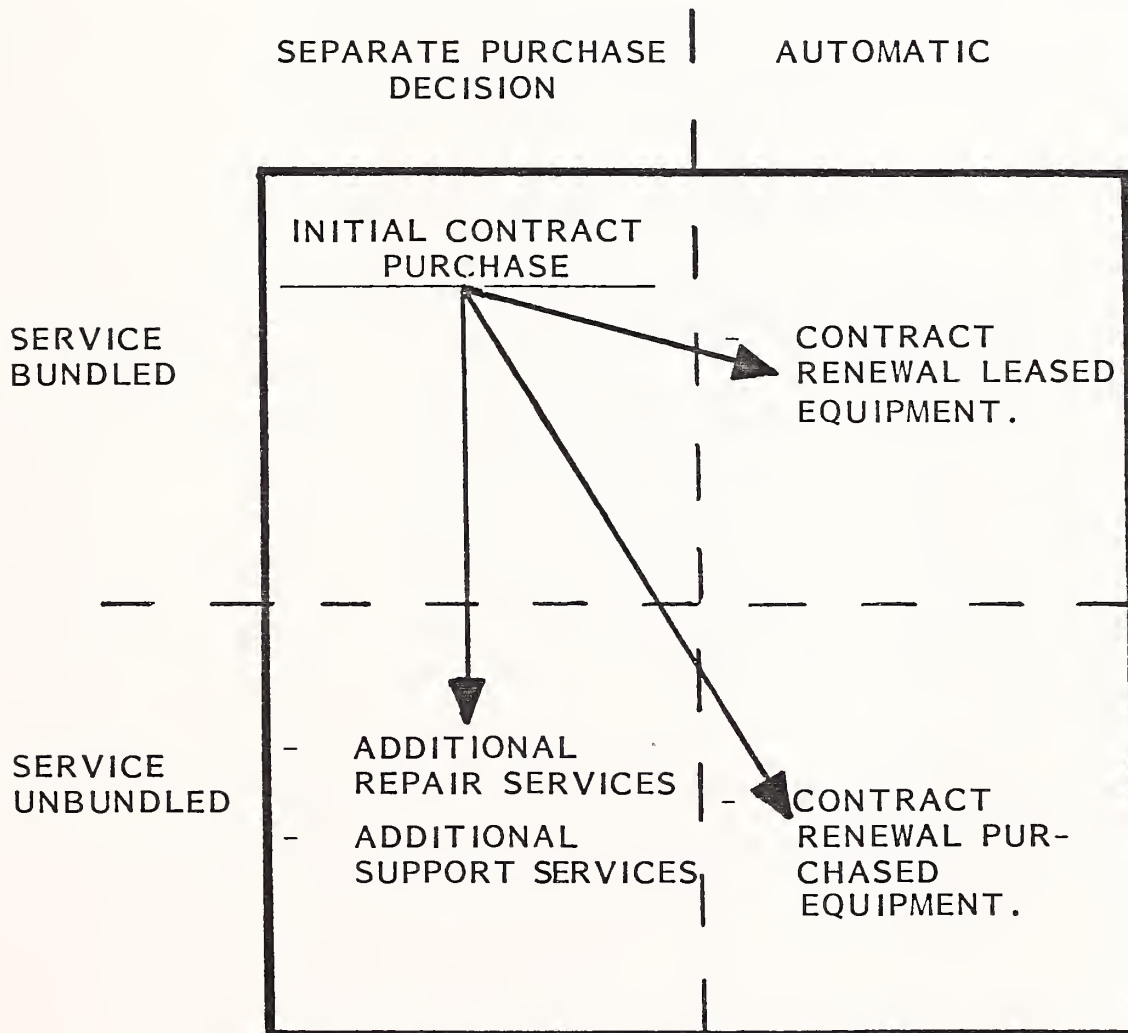 SEPARATE PURCHASE
DECISION
AUTOMATIC
SERVICE
BUNDLED
INITIAL CONTRACT
PURCHASE
- CONTRACT
RENEWAL LEASED
EQUIPMENT.
SERVICE
UNBUNDLED
- ADDITIONAL
REPAIR SERVICES
- ADDITIONAL
SUPPORT SERVICES
- CONTRACT
RENEWAL PUR-
CHASED
EQUIPMENT.